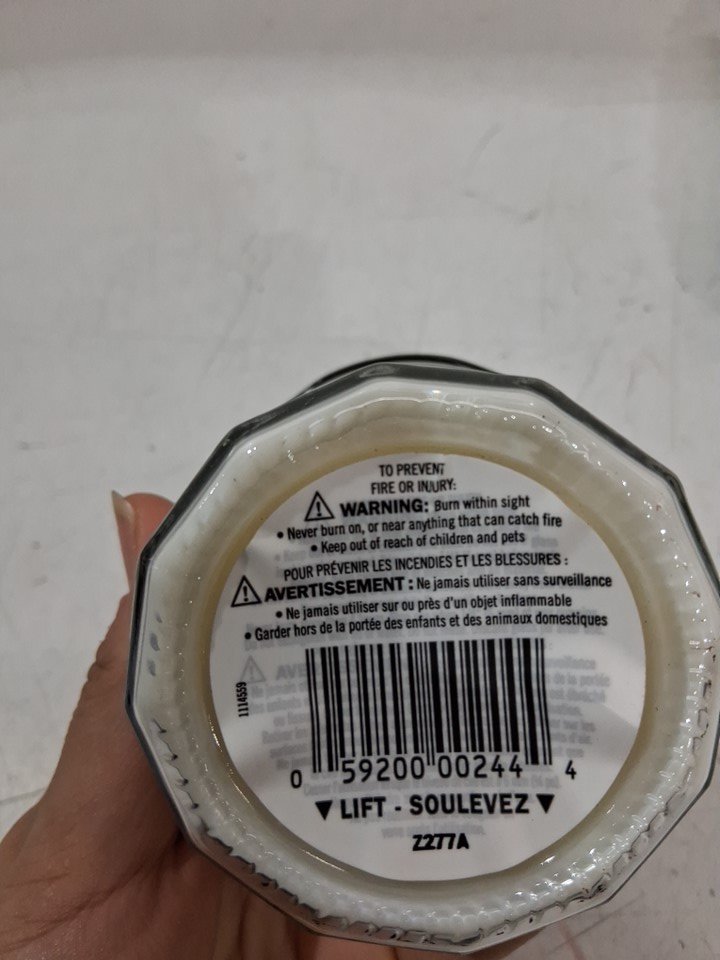 TO PREVENT
FIRE OR INJURY:
WARNING: Burn within sight
• Never burn on, or near anything that can catch fire
• Keep out of reach of children and pets
POUR PRÉVENIR LES INCENDIES ET LES BLESSURES :
AVERTISSEMENT : Ne jamais utiliser sans surveillance
• Ne jamais utiliser sur ou près d'un objet inflammable
• Garder hors de la portée des enfants et des animaux domestiques
1114559
0 59200 00244 4
▼ LIFT - SOULEVEZ ▼
Z277A